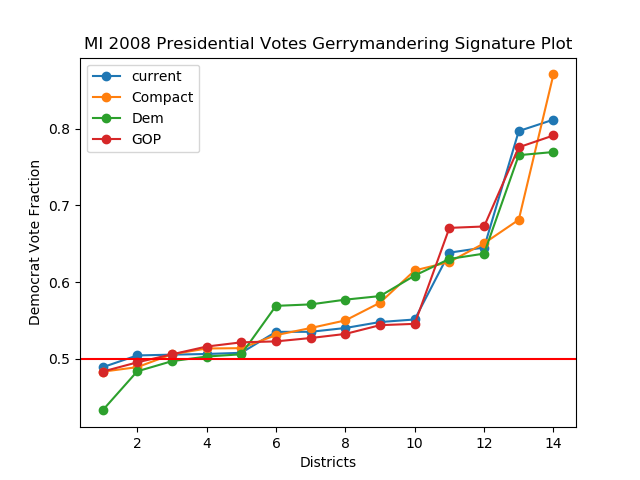 MI 2008 Presidential Votes Gerrymandering Signature Plot
current
Compact
Dem
GOP
0.8
0.7
0.6
0.5
Democrat Vote Fraction
2 4 6 8 10 12 14
Districts